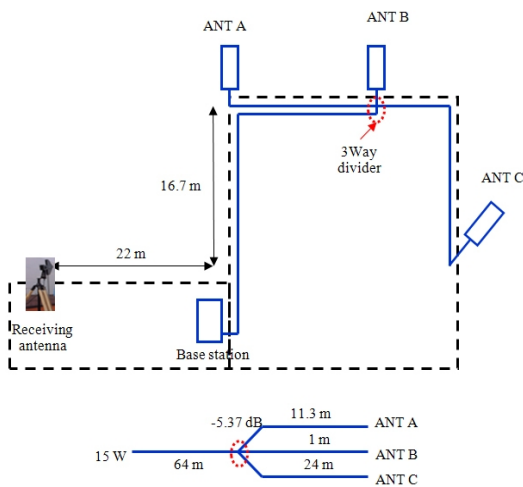 ANT B
ANT A
3Way
divider
16.7 m
ANT C
22 m
Receiving
antenna
Base station
-5.37 dB
11.3 m
ANT A
15 W
64 m
1 m
ANT B
24 m
ANT C